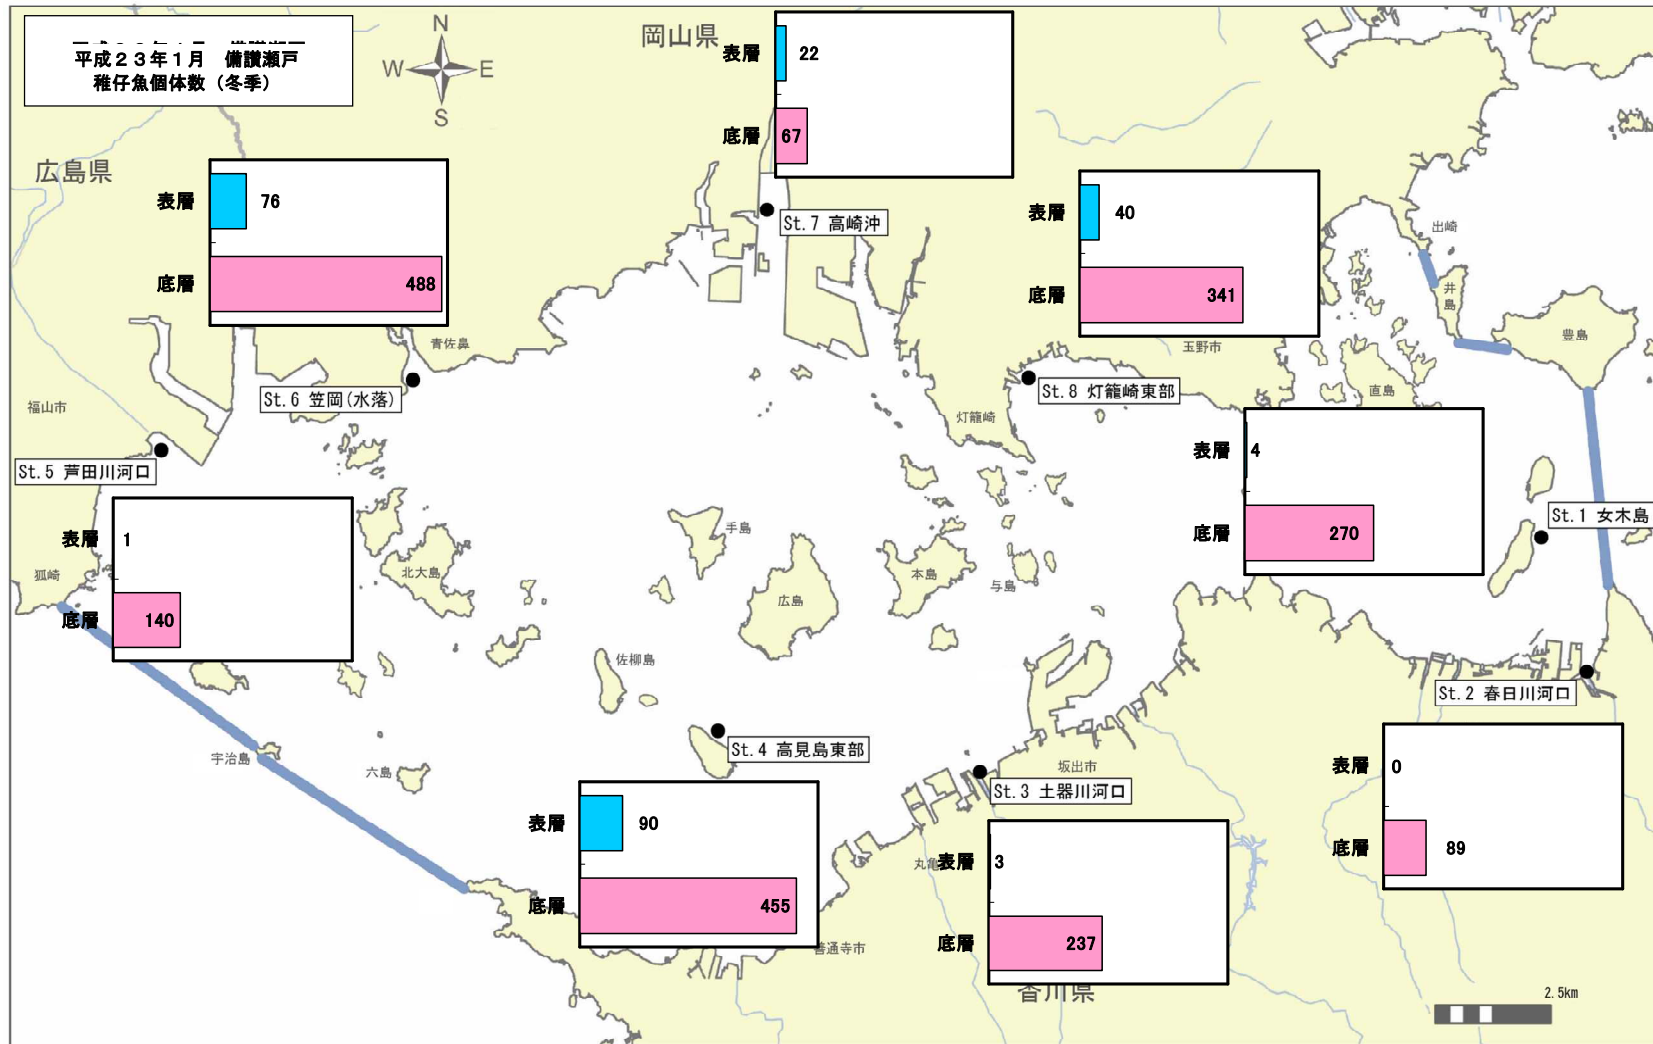 平成２３年１月　備讃瀬戸
稚仔魚個体数（冬季）
N
W
E
S
岡山県
広島県
香川県
表層 22
底層 67
St.7 高崎沖
表層 76
底層 488
St.6 笠岡(水落)
青佐鼻
福山市
表層 40
底層 341
玉野市
St.8 灯籠崎東部
灯籠崎
出崎
井島
豊島
直島
表層 4
底層 270
St.1 女木島
St.5 芦田川河口
表層 1
底層 140
狐崎
北大島
手島
広島
本島
与島
佐柳島
宇治島
六島
St.4 高見島東部
表層 90
底層 455
善通寺市
St.3 土器川河口
坂出市
丸亀
表層 3
底層 237
St.2 春日川河口
表層 0
底層 89
2.5km